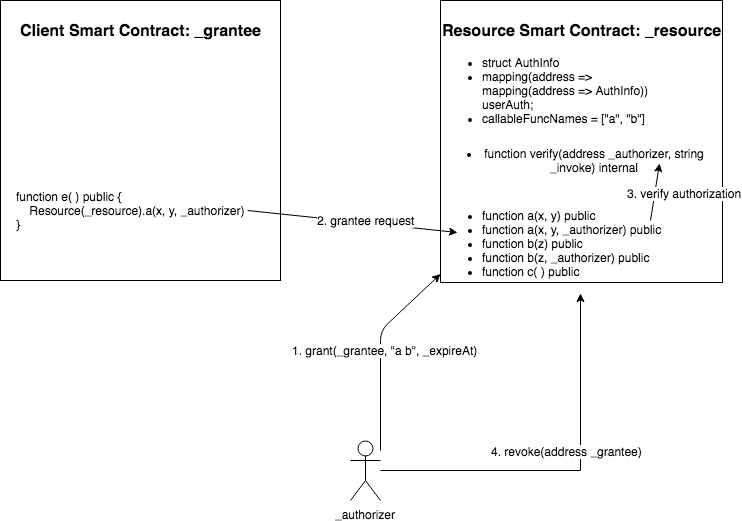 Client Smart Contract: _grantee
function e( ) public {
Resource(_resource).a(x, y, _authorizer)
}
Resource Smart Contract: _resource
struct AuthInfo
mapping(address =>
mapping(address => AuthInfo))
userAuth;
callableFuncNames = ["a", "b"]
function verify(address _authorizer, string
_invoke) internal
3. verify authorization
function a(x, y) public
function a(x, y, _authorizer) public
function b(z) public
function b(z, _authorizer) public
function c( ) public
2. grantee request
1. grant(_grantee, "a b", _expireAt)
4. revoke(address _grantee)
_authorizer